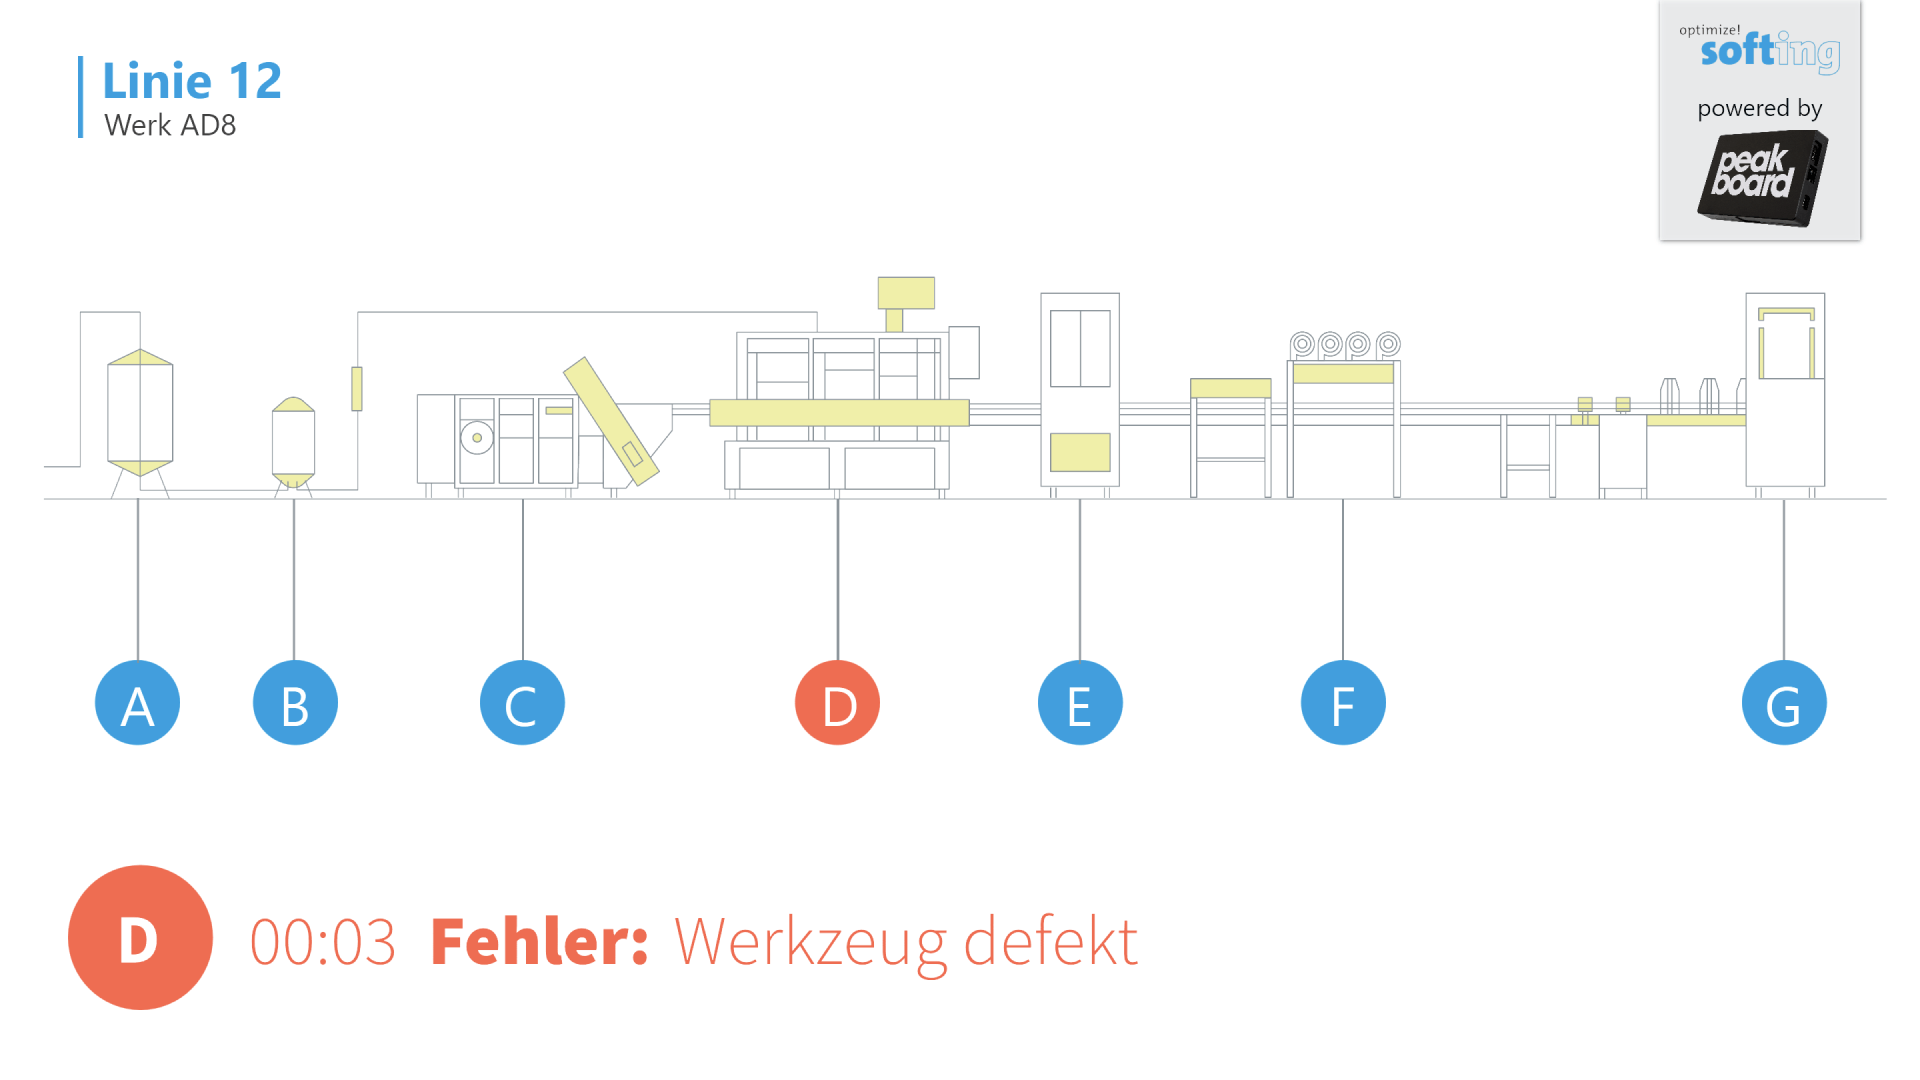 Linie 12
Werk AD8
optimize!
softing
powered by
peak
board
A B C D E F G
D 00:03 Fehler: Werkzeug defekt